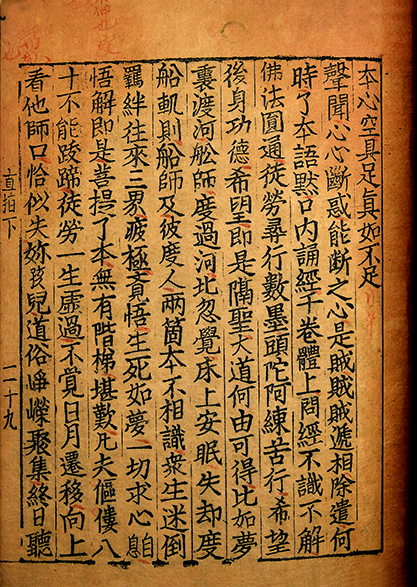 本心空具足眞如不足
聲聞心心斷惑能斷之心是賊賊賊遞相除遣何
時了本語默口內誦經千卷體上問經不識不解
佛法圓通徒勞尋行數墨頭陀阿練苦行希望
後身功德希望即是隔聖大道何由可得比如夢
裏渡河舩師度過河北忽覺床上安眠失却度
船軌則船師及彼度人兩箇本不相識衆生迷倒
羈絆往來三界疲極覺悟生死如夢一切求心自息
悟解即是菩提了本無有階梯堪歎凡夫傴僂八
十不能跋蹄徒勞一生虛過不覺日月遷移向上
看他師口恰似失妳孩兒道俗崢嶸聚集終日聽
直指下
二十九